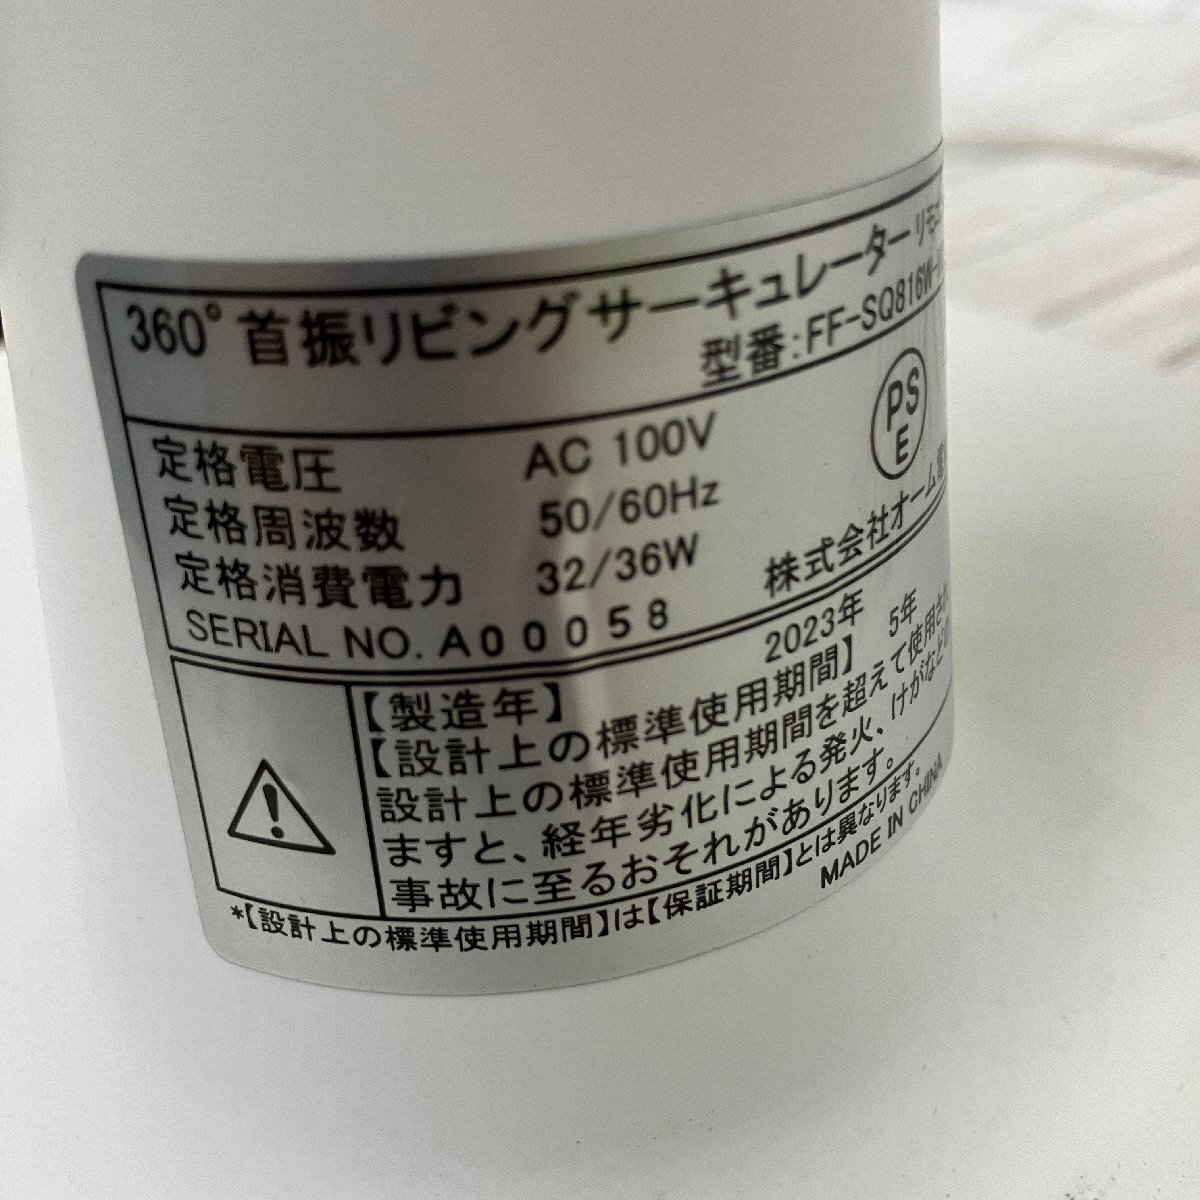 360°首振リビングサーキュレーターリモコ
型番:FF-SQ816W-
PS
E
定格電圧 AC 100V
定格周波数 50/60Hz
定格消費電力 32/36W
株式会社オーム電
SERIAL NO. A00058
【製造年】 2023年
【設計上の標準使用期間】 5年
設計上の標準使用期間を超えて使用され
ますと、経年劣化による発火、けがなどの
事故に至るおそれがあります。
*【設計上の標準使用期間】は【保証期間】とは異なります。
MADE IN CHINA